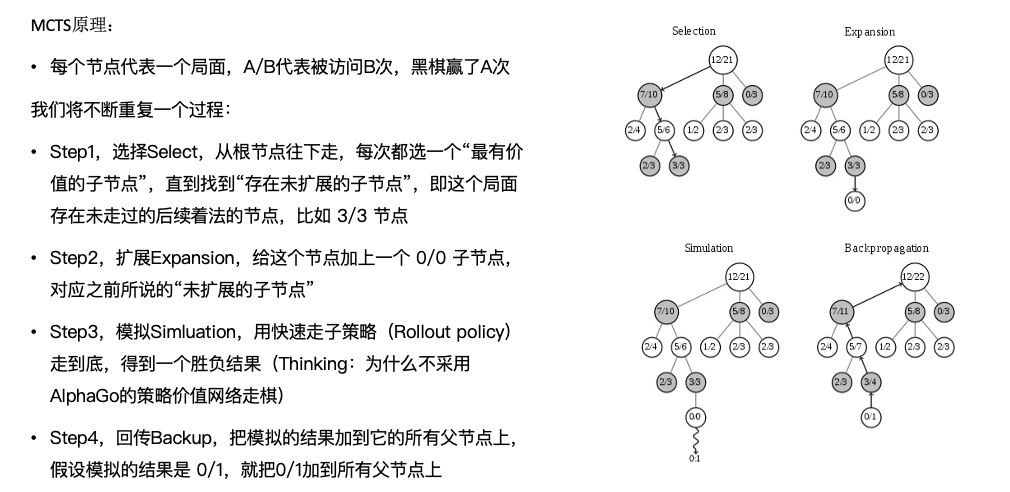 MCTS原理：
• 每个节点代表一个局面，A/B代表被访问B次，黑棋赢了A次
我们将不断重复一个过程：
• Step1，选择Select，从根节点往下走，每次都选一个“最有价
值的子节点”，直到找到“存在未扩展的子节点”，即这个局面
存在未走过的后续着法的节点，比如 3/3 节点
• Step2，扩展Expansion，给这个节点加上一个 0/0 子节点，
对应之前所说的“未扩展的子节点”
• Step3，模拟Simluation，用快速走子策略（Rollout policy）
走到底，得到一个胜负结果（Thinking：为什么不采用
AlphaGo的策略价值网络走棋）
• Step4，回传Backup，把模拟的结果加到它的所有父节点上，
假设模拟的结果是 0/1，就把0/1加到所有父节点上
Selection
12/21
7/10 5/8 0/3
2/4 5/6 1/2 2/3 2/3
2/3 3/3
Expansion
12/21
7/10 5/8 0/3
2/4 5/6 1/2 2/3 2/3
2/3 3/3
0/0
Simulation
12/21
7/10 5/8 0/3
2/4 5/6 1/2 2/3 2/3
2/3 3/3
0/0
0:1
Backpropagation
12/22
7/11 5/8 0/3
2/4 5/7 1/2 2/3 2/3
2/3 3/4
0/1